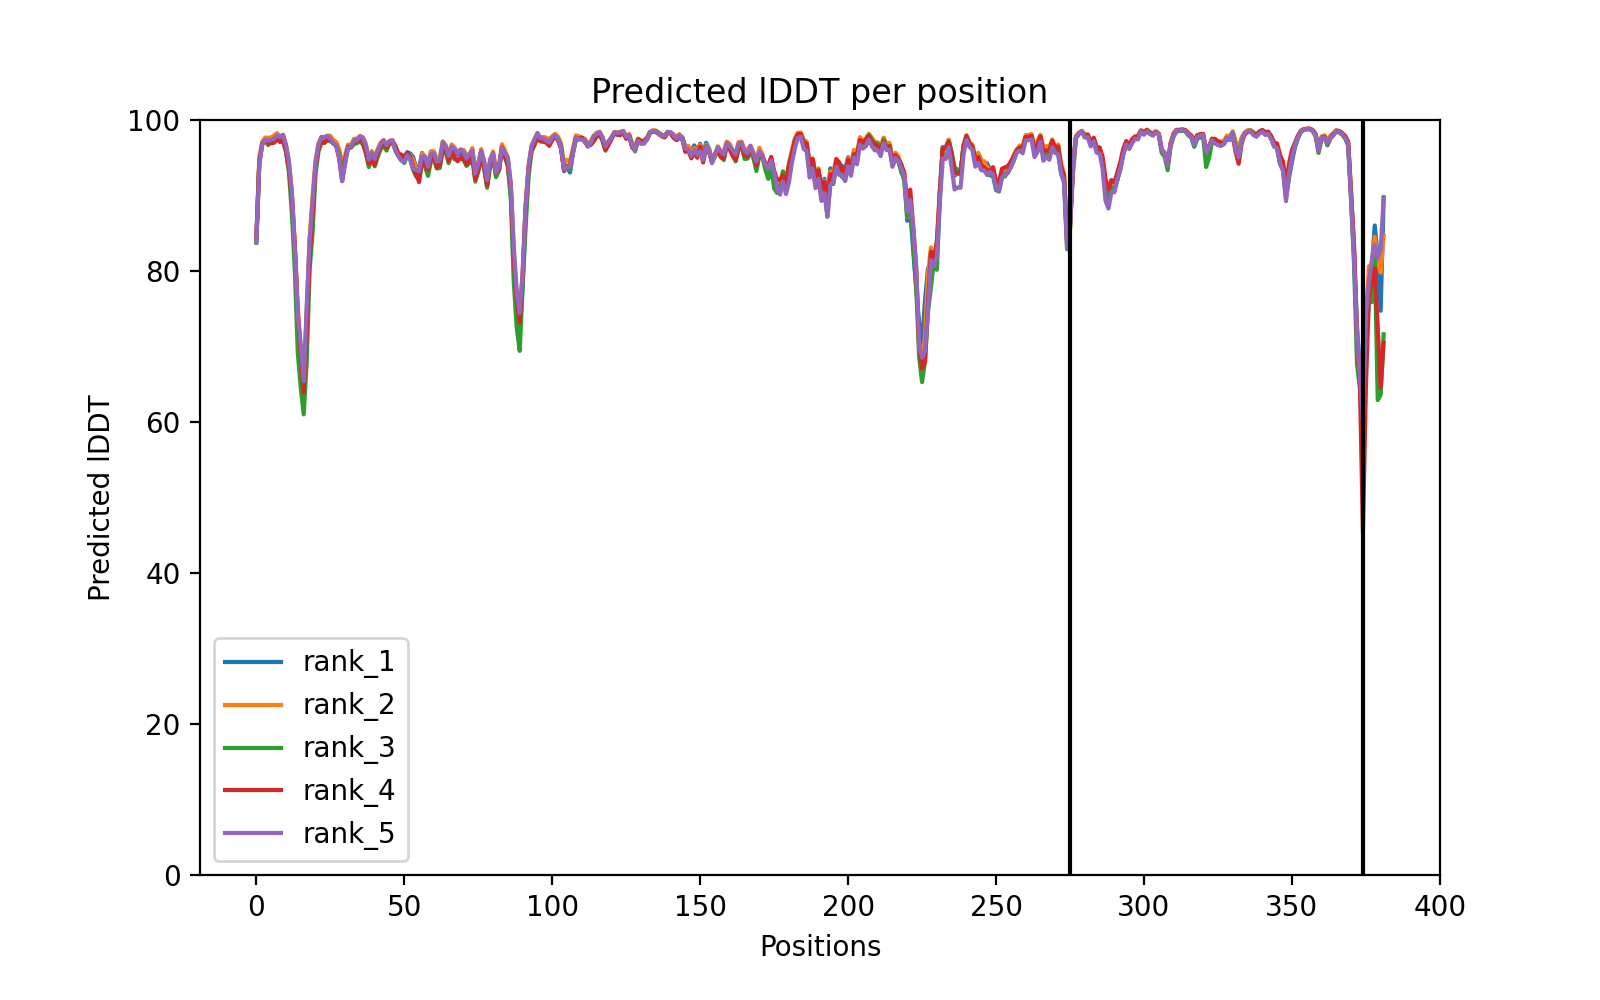 Predicted lDDT per position
Predicted lDDT
100
80
60
40
20
0
rank_1
rank_2
rank_3
rank_4
rank_5
0 50 100 150 200 250 300 350 400
Positions